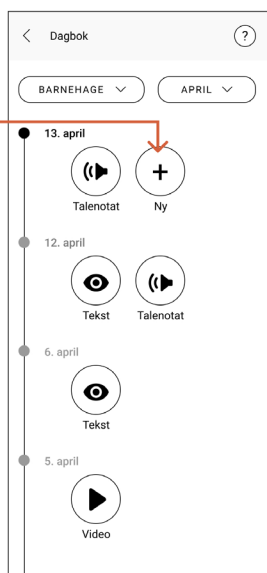 Dagbok
?
BARNEHAGE
APRIL
13. april
Talenotat Ny
12. april
Tekst Talenotat
6. april
Tekst
5. april
Video